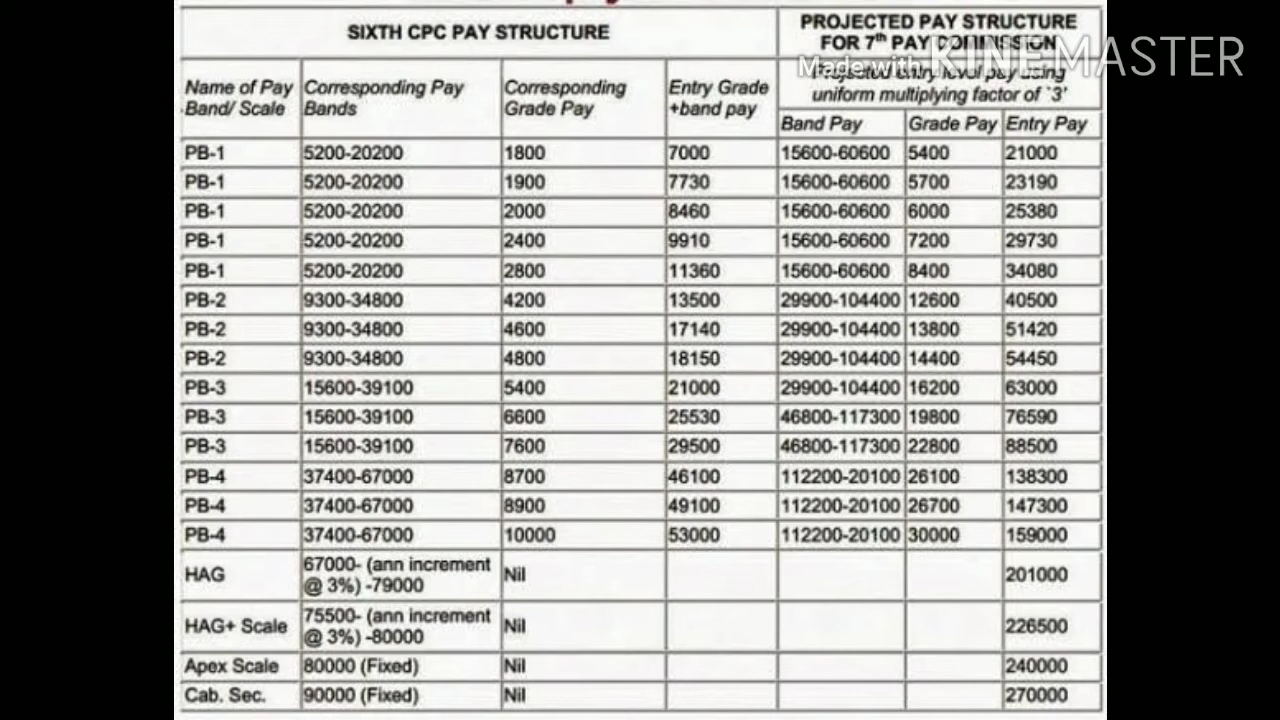 SIXTH CPC PAY STRUCTURE
PROJECTED PAY STRUCTURE
FOR 7th PAY COMMISSION
Made with KINEMASTER
Name of Pay Band/ Scale
Corresponding Pay Bands
Corresponding Grade Pay
Entry Grade +band pay
Projected entry level pay using
uniform multiplying factor of `3'
Band Pay Grade Pay Entry Pay
PB-1 5200-20200 1800 7000 15600-60600 5400 21000
PB-1 5200-20200 1900 7730 15600-60600 5700 23190
PB-1 5200-20200 2000 8460 15600-60600 6000 25380
PB-1 5200-20200 2400 9910 15600-60600 7200 29730
PB-1 5200-20200 2800 11360 15600-60600 8400 34080
PB-2 9300-34800 4200 13500 29900-104400 12600 40500
PB-2 9300-34800 4600 17140 29900-104400 13800 51420
PB-2 9300-34800 4800 18150 29900-104400 14400 54450
PB-3 15600-39100 5400 21000 29900-104400 16200 63000
PB-3 15600-39100 6600 25530 46800-117300 19800 76590
PB-3 15600-39100 7600 29500 46800-117300 22800 88500
PB-4 37400-67000 8700 46100 112200-20100 26100 138300
PB-4 37400-67000 8900 49100 112200-20100 26700 147300
PB-4 37400-67000 10000 53000 112200-20100 30000 159000
HAG 67000- (ann increment @ 3%) -79000 Nil 201000
HAG+ Scale 75500- (ann increment @ 3%) -80000 Nil 226500
Apex Scale 80000 (Fixed) Nil 240000
Cab. Sec. 90000 (Fixed) Nil 270000